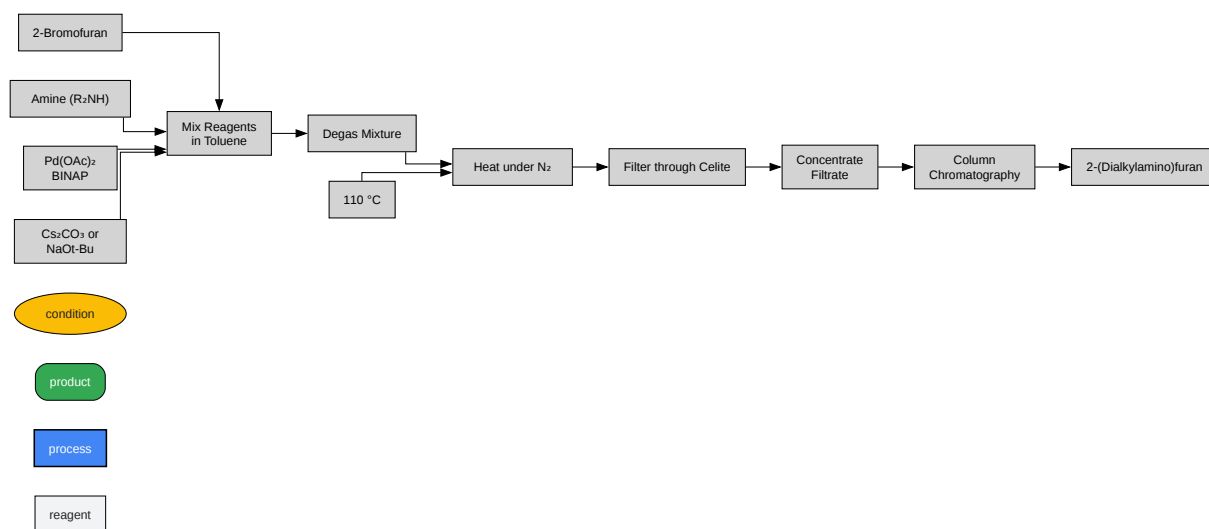 2-Bromofuran
Amine (R₂NH)
Pd(OAc)₂
BINAP
Cs₂CO₃ or
NaOt-Bu
Mix Reagents
in Toluene
Degas Mixture
110 °C
Heat under N₂
Filter through Celite
Concentrate
Filtrate
Column
Chromatography
2-(Dialkylamino)furan
condition
product
process
reagent